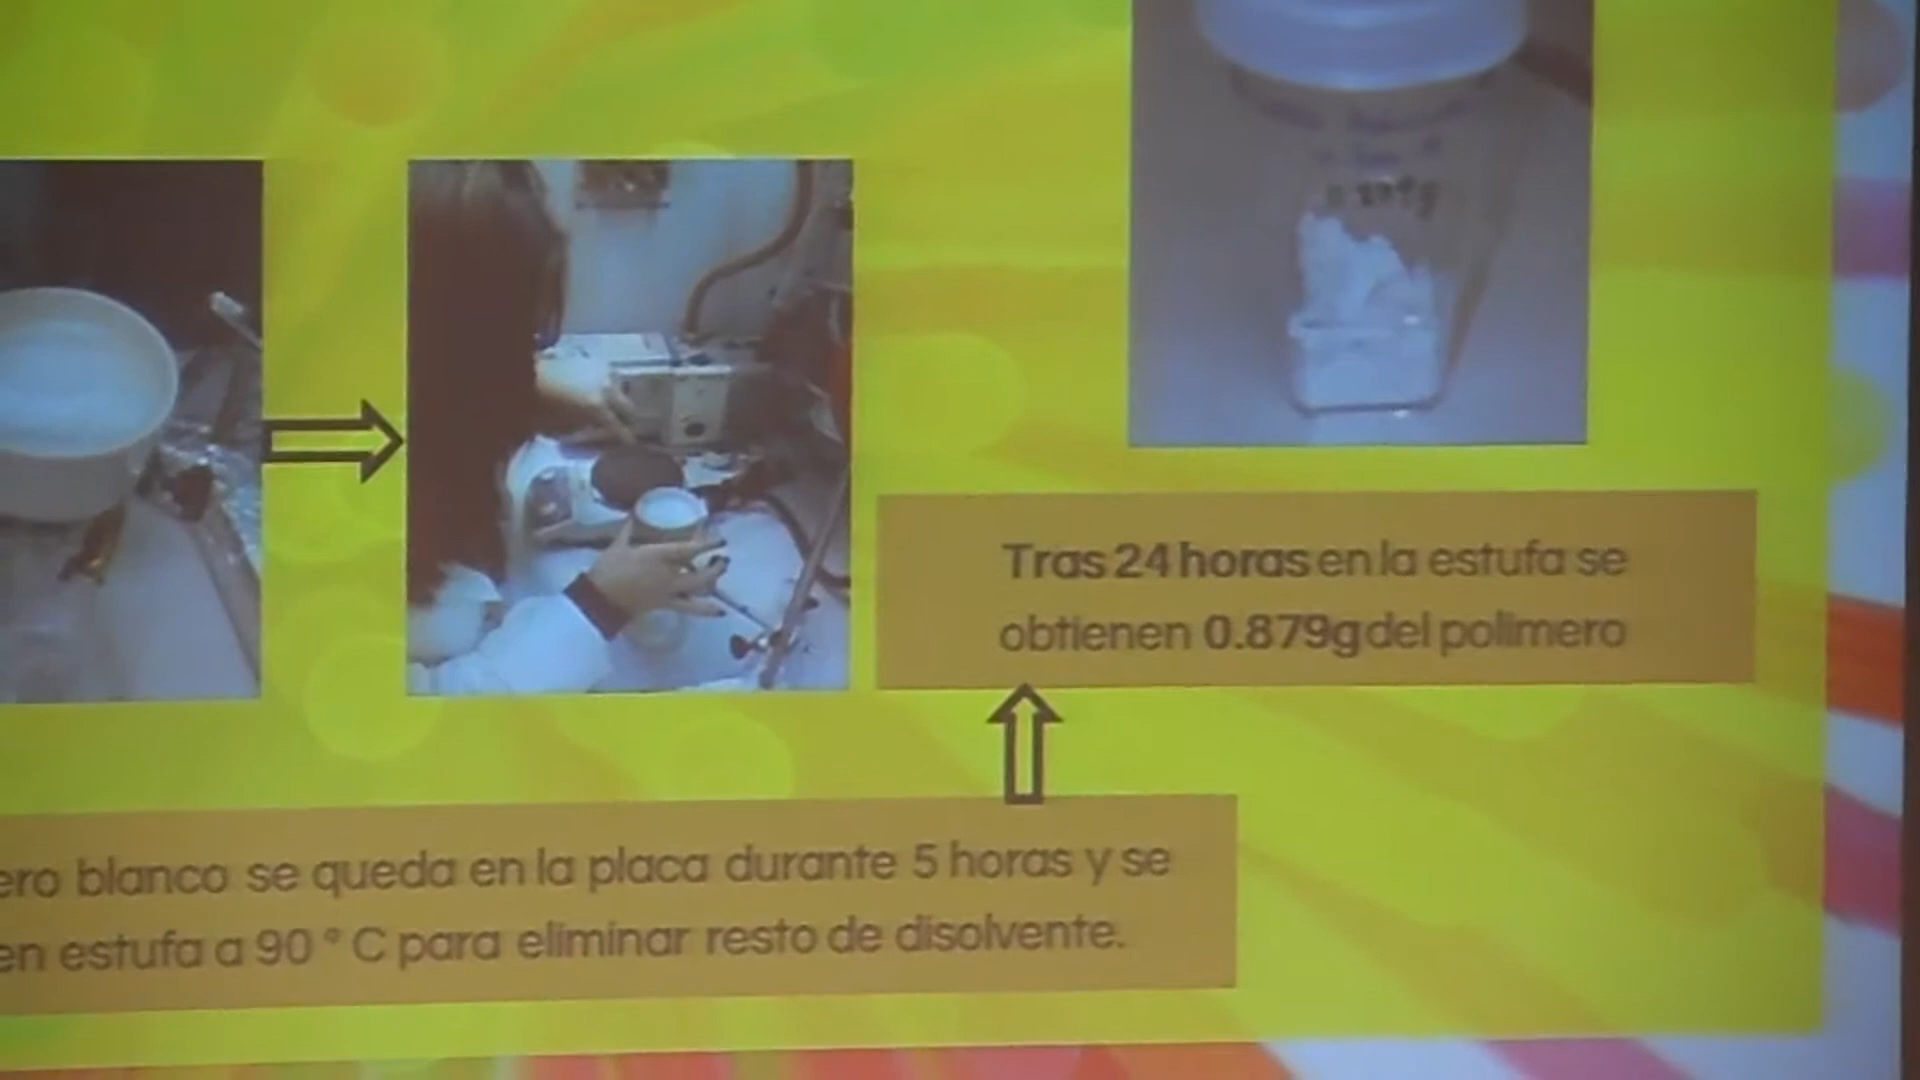 Tras 24 horas en la estufa se
obtienen 0.879g del polimero
ero blanco se queda en la placa durante 5 horas y se
en estufa a 90 ° C para eliminar resto de disolvente.